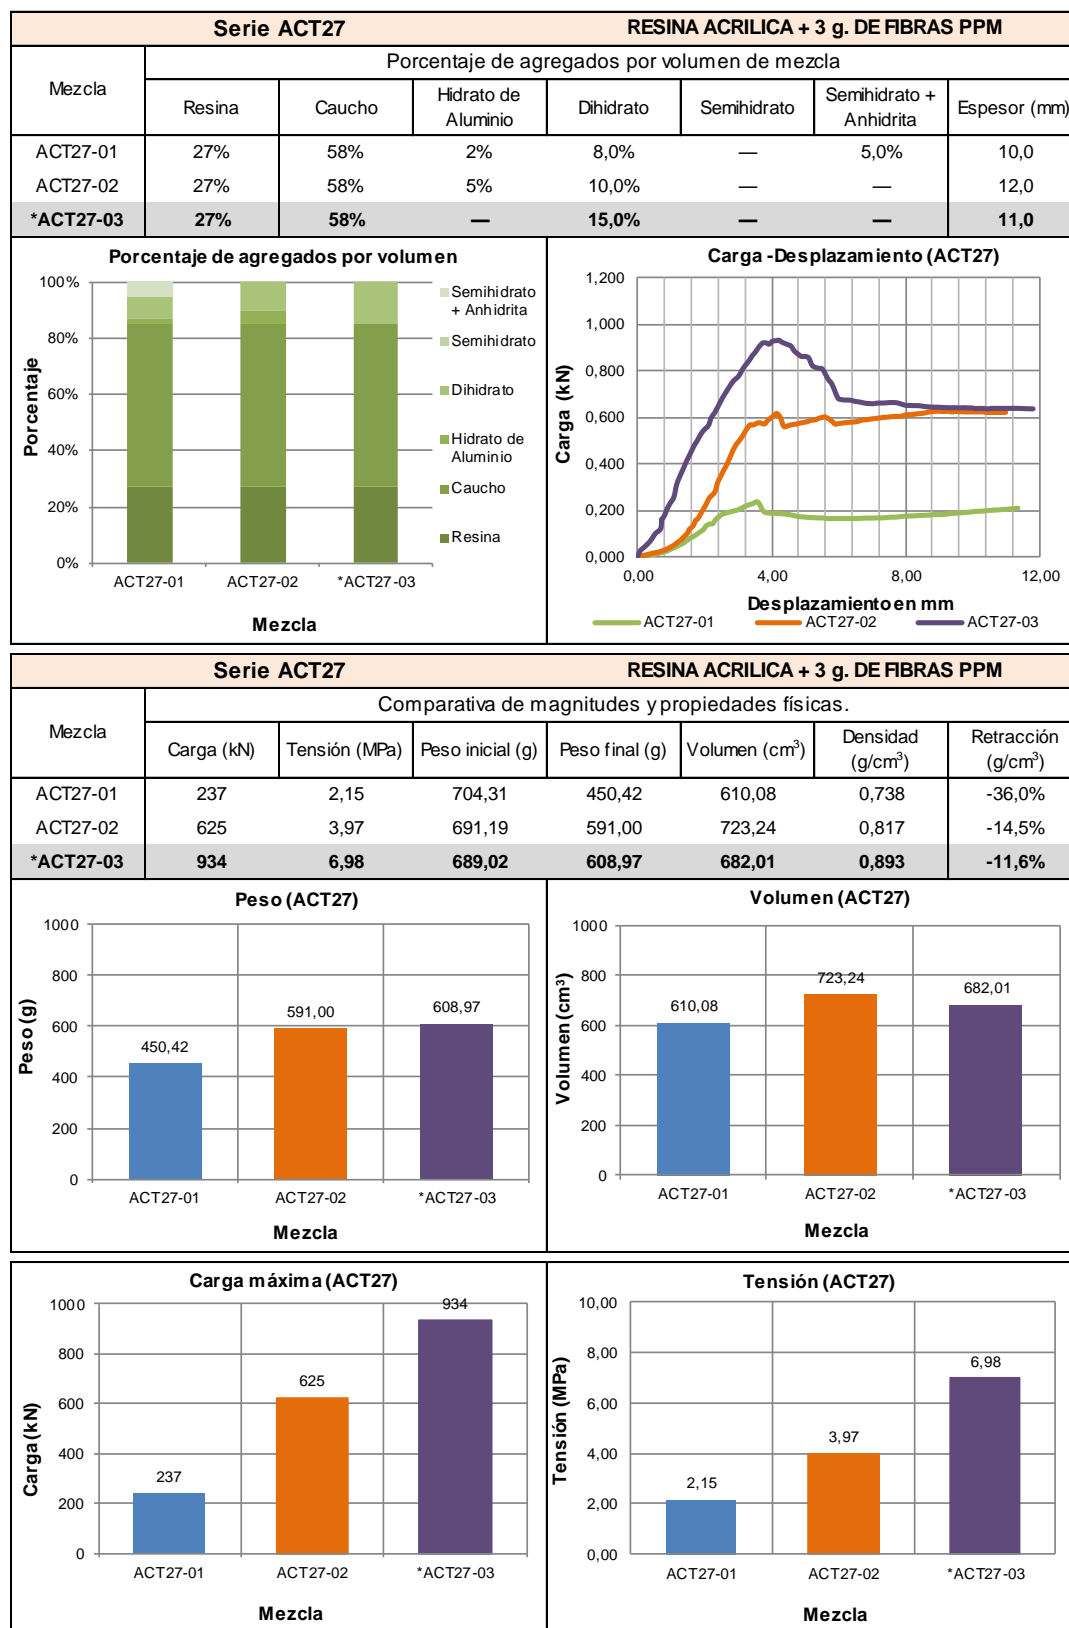 Serie ACT27 RESINA ACRILICA + 3 g. DE FIBRAS PPM
Mezcla Porcentaje de agregados por volumen de mezcla
Resina Caucho Hidrato de Aluminio Dihidrato Semihidrato Semihidrato + Anhidrita Espesor (mm)
ACT27-01 27% 58% 2% 8,0% — 5,0% 10,0
ACT27-02 27% 58% 5% 10,0% — — 12,0
*ACT27-03 27% 58% — 15,0% — — 11,0
Porcentaje de agregados por volumen
Porcentaje
100%
80%
60%
40%
20%
0%
ACT27-01 ACT27-02 *ACT27-03
Mezcla
Semihidrato + Anhidrita
Semihidrato
Dihidrato
Hidrato de Aluminio
Caucho
Resina
Carga -Desplazamiento (ACT27)
Carga (kN)
1,200
1,000
0,800
0,600
0,400
0,200
0,000
0,00 4,00 8,00 12,00
Desplazamiento en mm
ACT27-01 ACT27-02 ACT27-03
Serie ACT27 RESINA ACRILICA + 3 g. DE FIBRAS PPM
Mezcla Comparativa de magnitudes y propiedades físicas.
Carga (kN) Tensión (MPa) Peso inicial (g) Peso final (g) Volumen (cm³) Densidad (g/cm³) Retracción (g/cm³)
ACT27-01 237 2,15 704,31 450,42 610,08 0,738 -36,0%
ACT27-02 625 3,97 691,19 591,00 723,24 0,817 -14,5%
*ACT27-03 934 6,98 689,02 608,97 682,01 0,893 -11,6%
Peso (ACT27)
Peso (g)
1000
800
600
400
200
0
450,42 591,00 608,97
ACT27-01 ACT27-02 *ACT27-03
Mezcla
Volumen (ACT27)
Volumen (cm³)
1000
800
600
400
200
0
610,08 723,24 682,01
ACT27-01 ACT27-02 *ACT27-03
Mezcla
Carga máxima (ACT27)
Carga (kN)
1000
800
600
400
200
0
237 625 934
ACT27-01 ACT27-02 *ACT27-03
Mezcla
Tensión (ACT27)
Tensión (MPa)
10,00
8,00
6,00
4,00
2,00
0,00
2,15 3,97 6,98
ACT27-01 ACT27-02 *ACT27-03
Mezcla